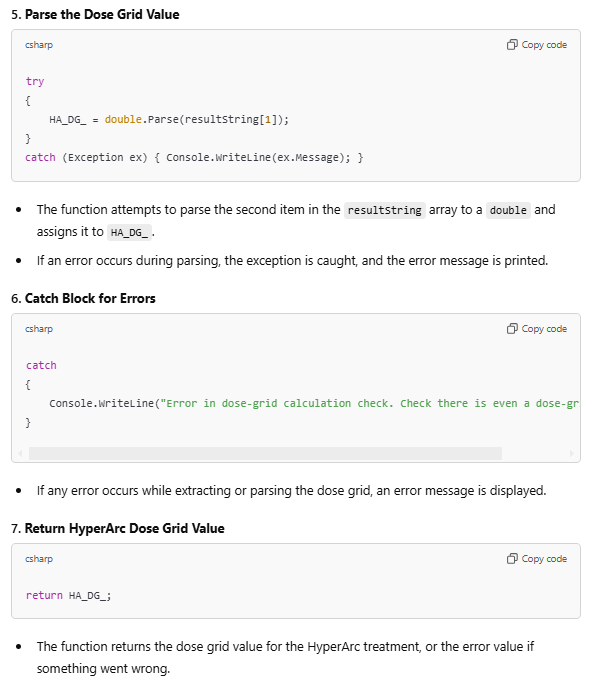 5. Parse the Dose Grid Value
csharp
Copy code
try
{
HA_DG_ = double.Parse(resultString[1]);
}
catch (Exception ex) { Console.WriteLine(ex.Message); }
• The function attempts to parse the second item in the resultString array to a double and
assigns it to HA_DG_.
• If an error occurs during parsing, the exception is caught, and the error message is printed.
6. Catch Block for Errors
csharp
Copy code
catch
{
Console.WriteLine("Error in dose-grid calculation check. Check there is even a dose-gr
}
• If any error occurs while extracting or parsing the dose grid, an error message is displayed.
7. Return HyperArc Dose Grid Value
csharp
Copy code
return HA_DG_;
• The function returns the dose grid value for the HyperArc treatment, or the error value if
something went wrong.